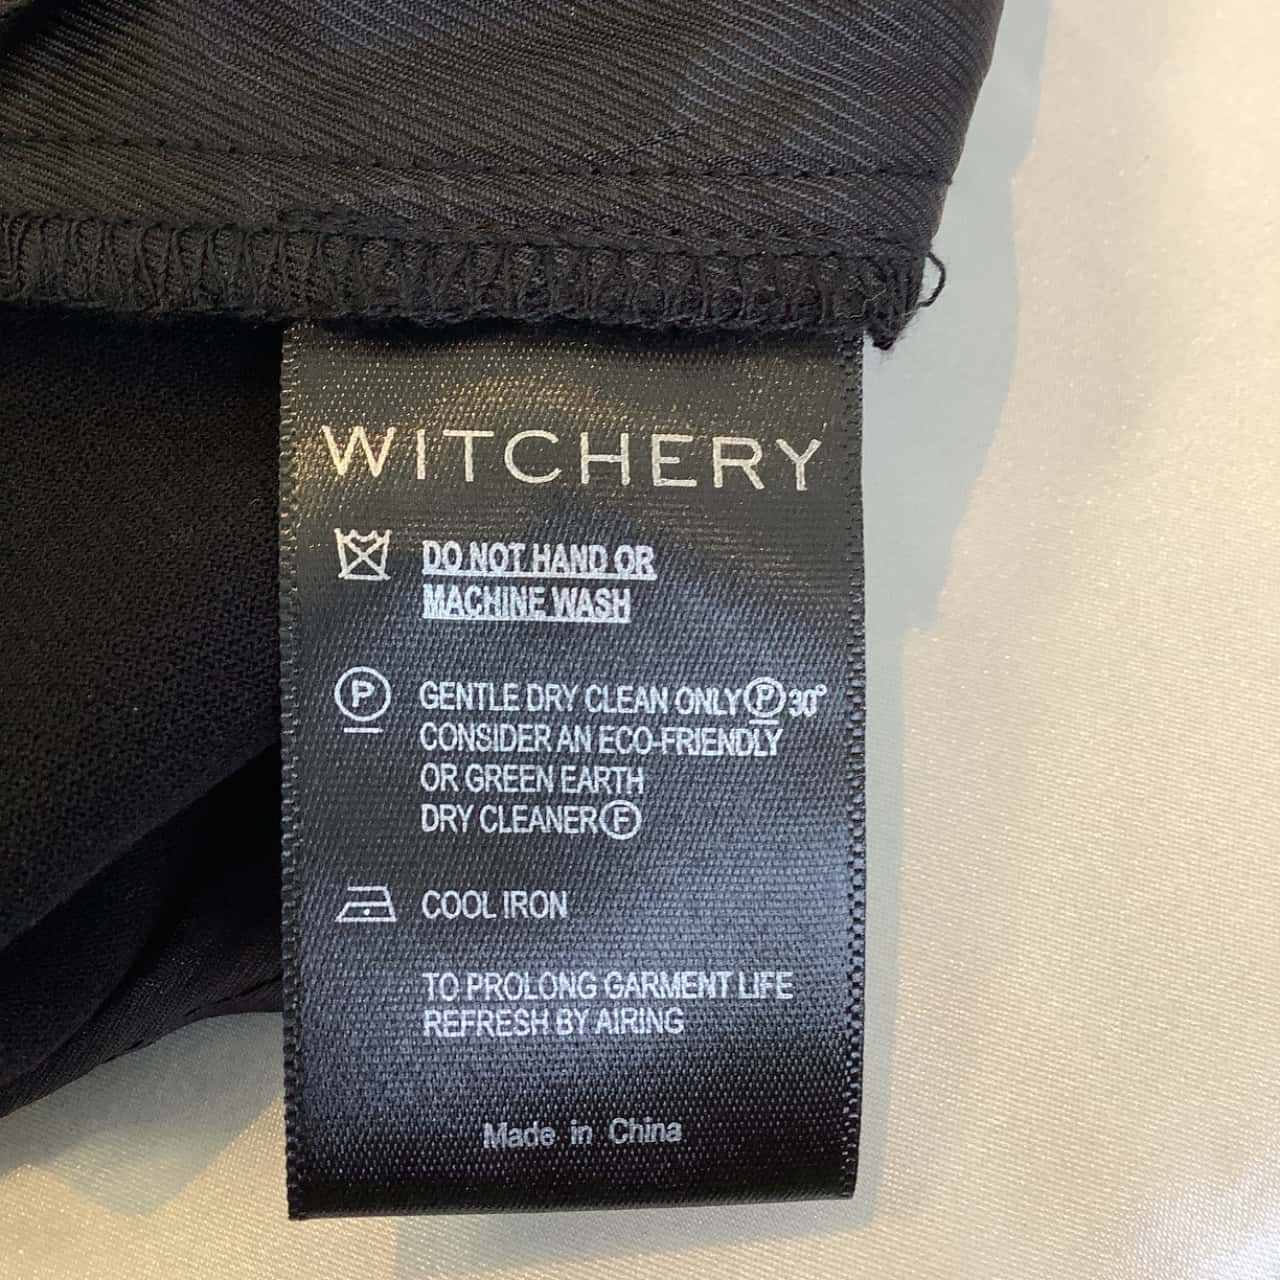 WITCHERY
DO NOT HAND OR
MACHINE WASH
P GENTLE DRY CLEAN ONLY P 30°
CONSIDER AN ECO-FRIENDLY
OR GREEN EARTH
DRY CLEANER F
COOL IRON
TO PROLONG GARMENT LIFE
REFRESH BY AIRING
Made in China